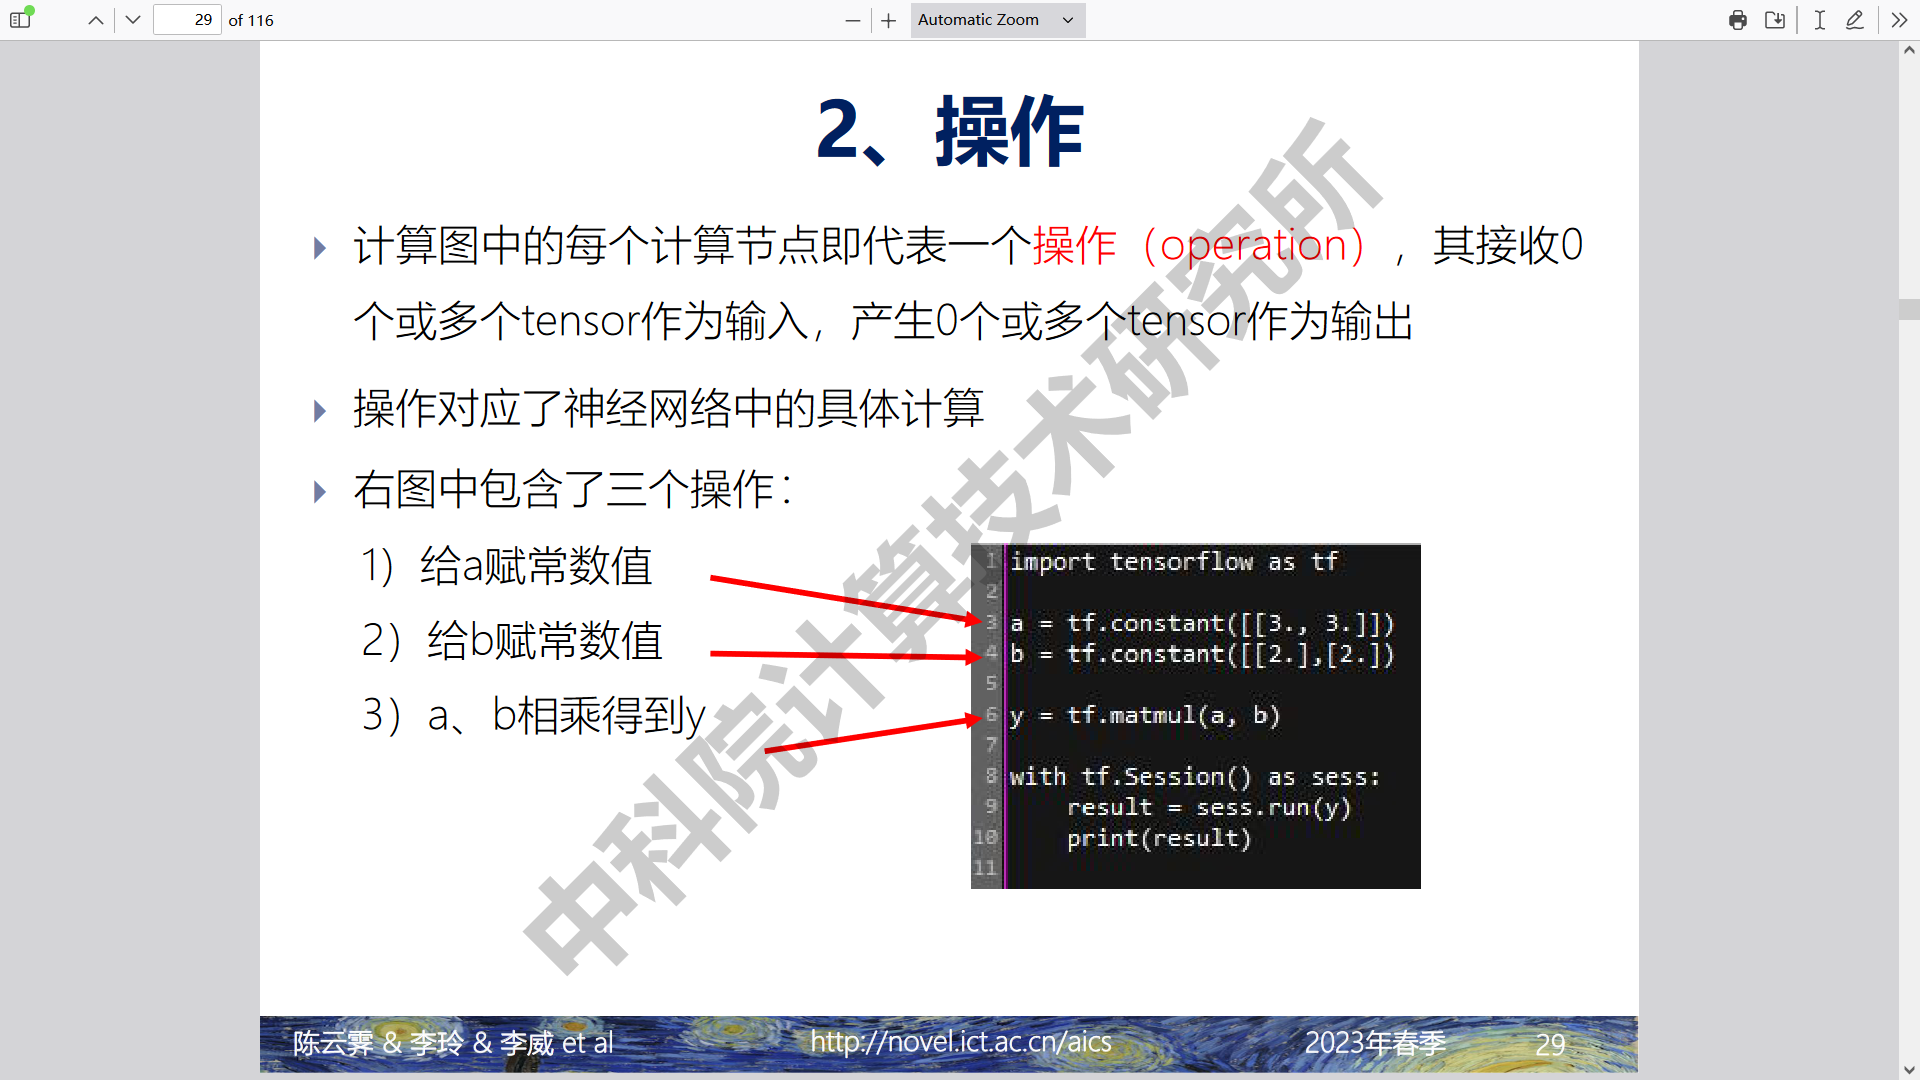 29 of 116
Automatic Zoom
2、操作
计算图中的每个计算节点即代表一个操作（operation），其接收0
个或多个tensor作为输入，产生0个或多个tensor作为输出
操作对应了神经网络中的具体计算
右图中包含了三个操作：
1）给a赋常数值
2）给b赋常数值
3）a、b相乘得到y
1 import tensorflow as tf
2
3 a = tf.constant([[3., 3.]])
4 b = tf.constant([[2.],[2.])
5
6 y = tf.matmul(a, b)
7
8 with tf.Session() as sess:
9 result = sess.run(y)
10 print(result)
11
中科院计算技术研究所
陈云霁 & 李玲 & 李威 et al
http://novel.ict.ac.cn/aics
2023年春季
29